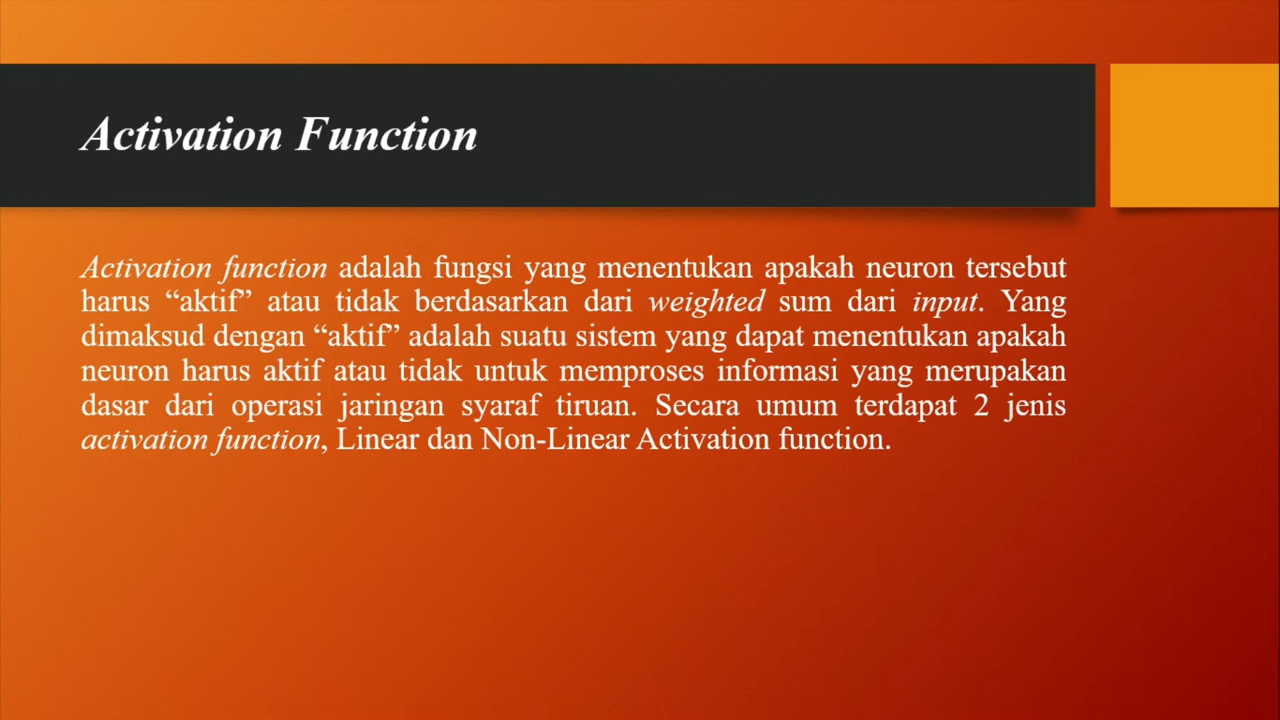 Activation Function
Activation function adalah fungsi yang menentukan apakah neuron tersebut
harus “aktif” atau tidak berdasarkan dari weighted sum dari input. Yang
dimaksud dengan “aktif” adalah suatu sistem yang dapat menentukan apakah
neuron harus aktif atau tidak untuk memproses informasi yang merupakan
dasar dari operasi jaringan syaraf tiruan. Secara umum terdapat 2 jenis
activation function, Linear dan Non-Linear Activation function.